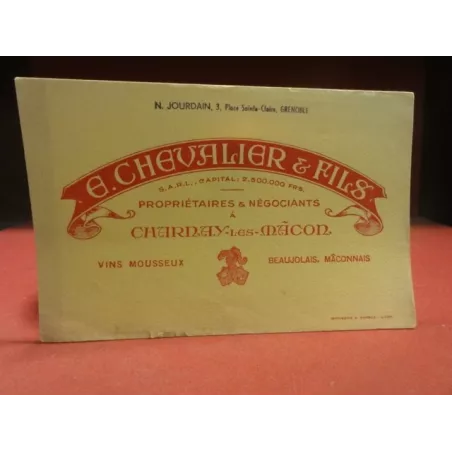 N. JOURDAIN, 3, Place Sainte-Claire, GRENOBLE
E. CHEVALIER & FILS
S.A.R.L., CAPITAL: 2.500.000 FRS.
PROPRIÉTAIRES & NÉGOCIANTS
À
CHARNAY-LES-MÂCON
VINS MOUSSEUX
BEAUJOLAIS, MÂCONNAIS